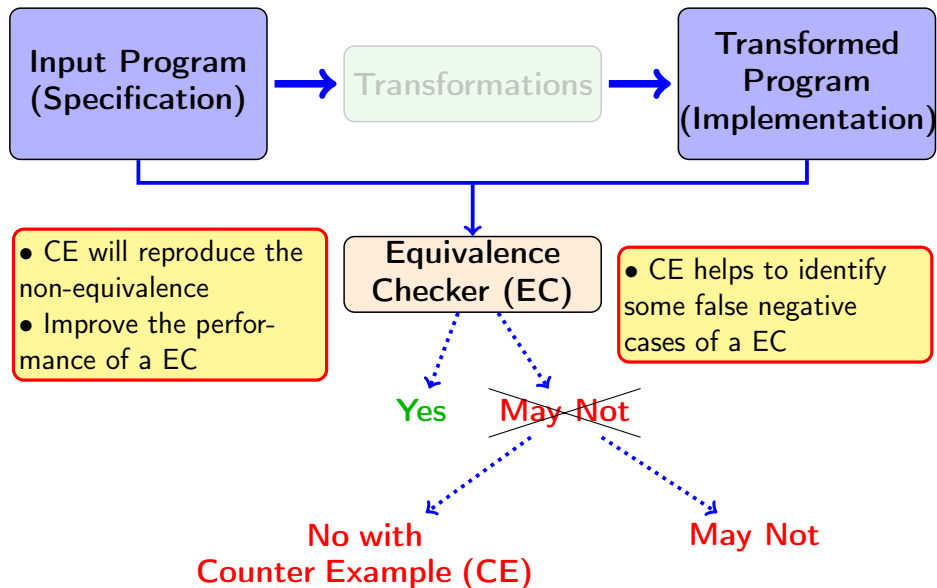 Input Program
(Specification)
Transformations
Transformed
Program
(Implementation)
• CE will reproduce the
non-equivalence
• Improve the perfor-
mance of a EC
Equivalence
Checker (EC)
• CE helps to identify
some false negative
cases of a EC
Yes
May Not
No with
Counter Example (CE)
May Not